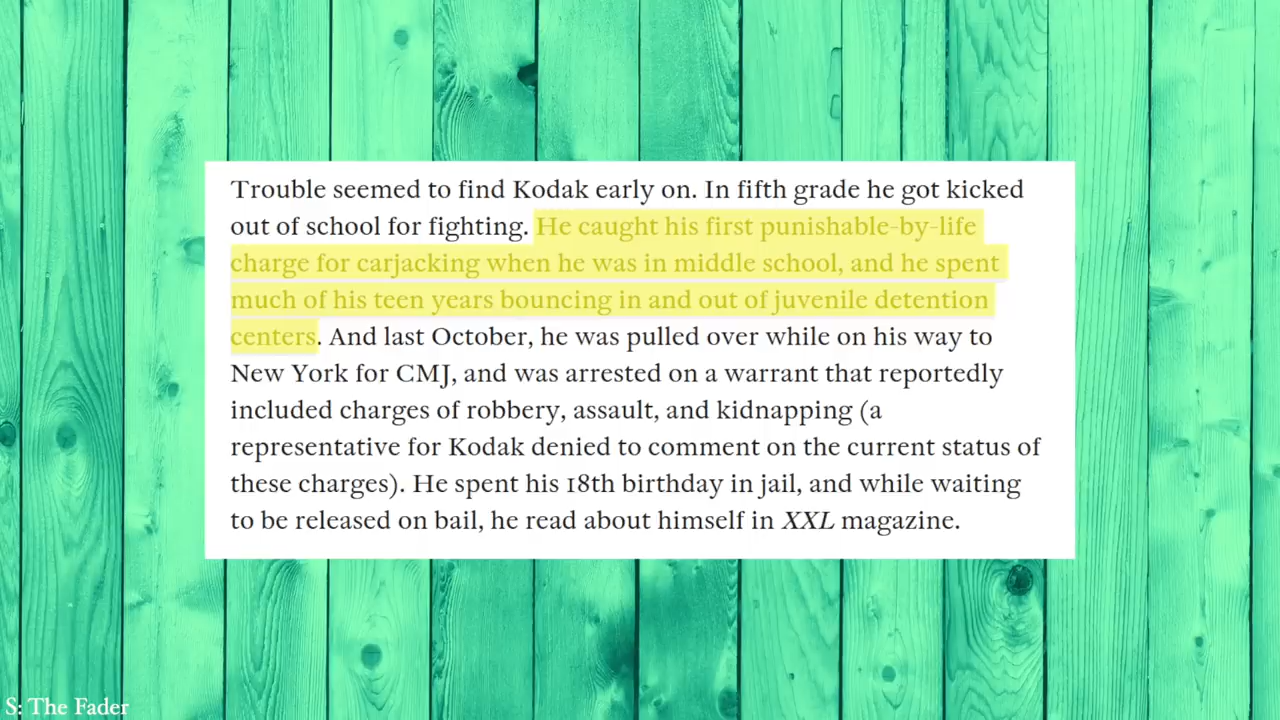 Trouble seemed to find Kodak early on. In fifth grade he got kicked
out of school for fighting. He caught his first punishable-by-life
charge for carjacking when he was in middle school, and he spent
much of his teen years bouncing in and out of juvenile detention
centers. And last October, he was pulled over while on his way to
New York for CMJ, and was arrested on a warrant that reportedly
included charges of robbery, assault, and kidnapping (a
representative for Kodak denied to comment on the current status of
these charges). He spent his 18th birthday in jail, and while waiting
to be released on bail, he read about himself in XXL magazine.
S: The Fader